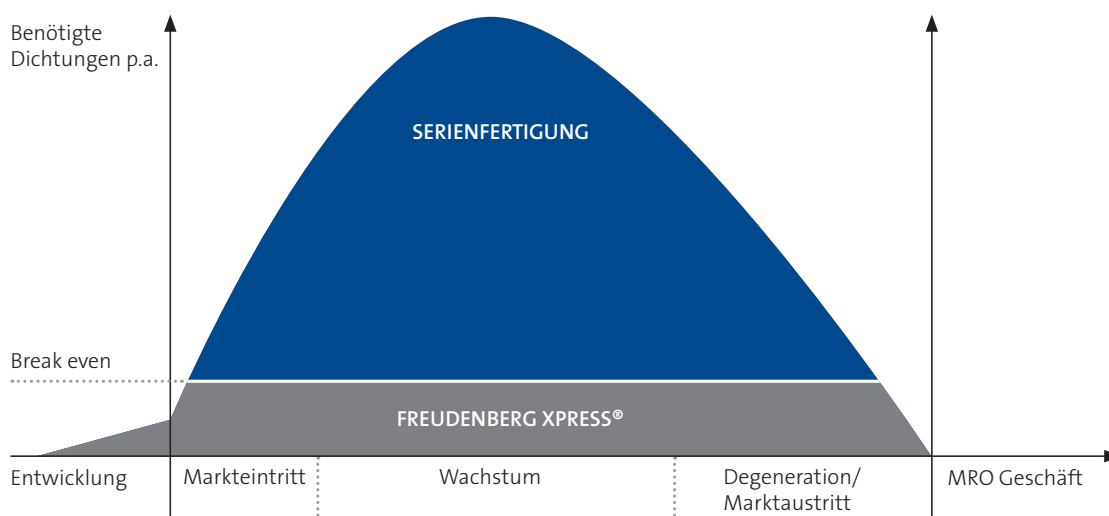 Benötigte
Dichtungen p.a.
SERIENFERTIGUNG
Break even
FREUDENBERG XPRESS®
Entwicklung
Markteintritt
Wachstum
Degeneration/
Marktaustritt
MRO Geschäft